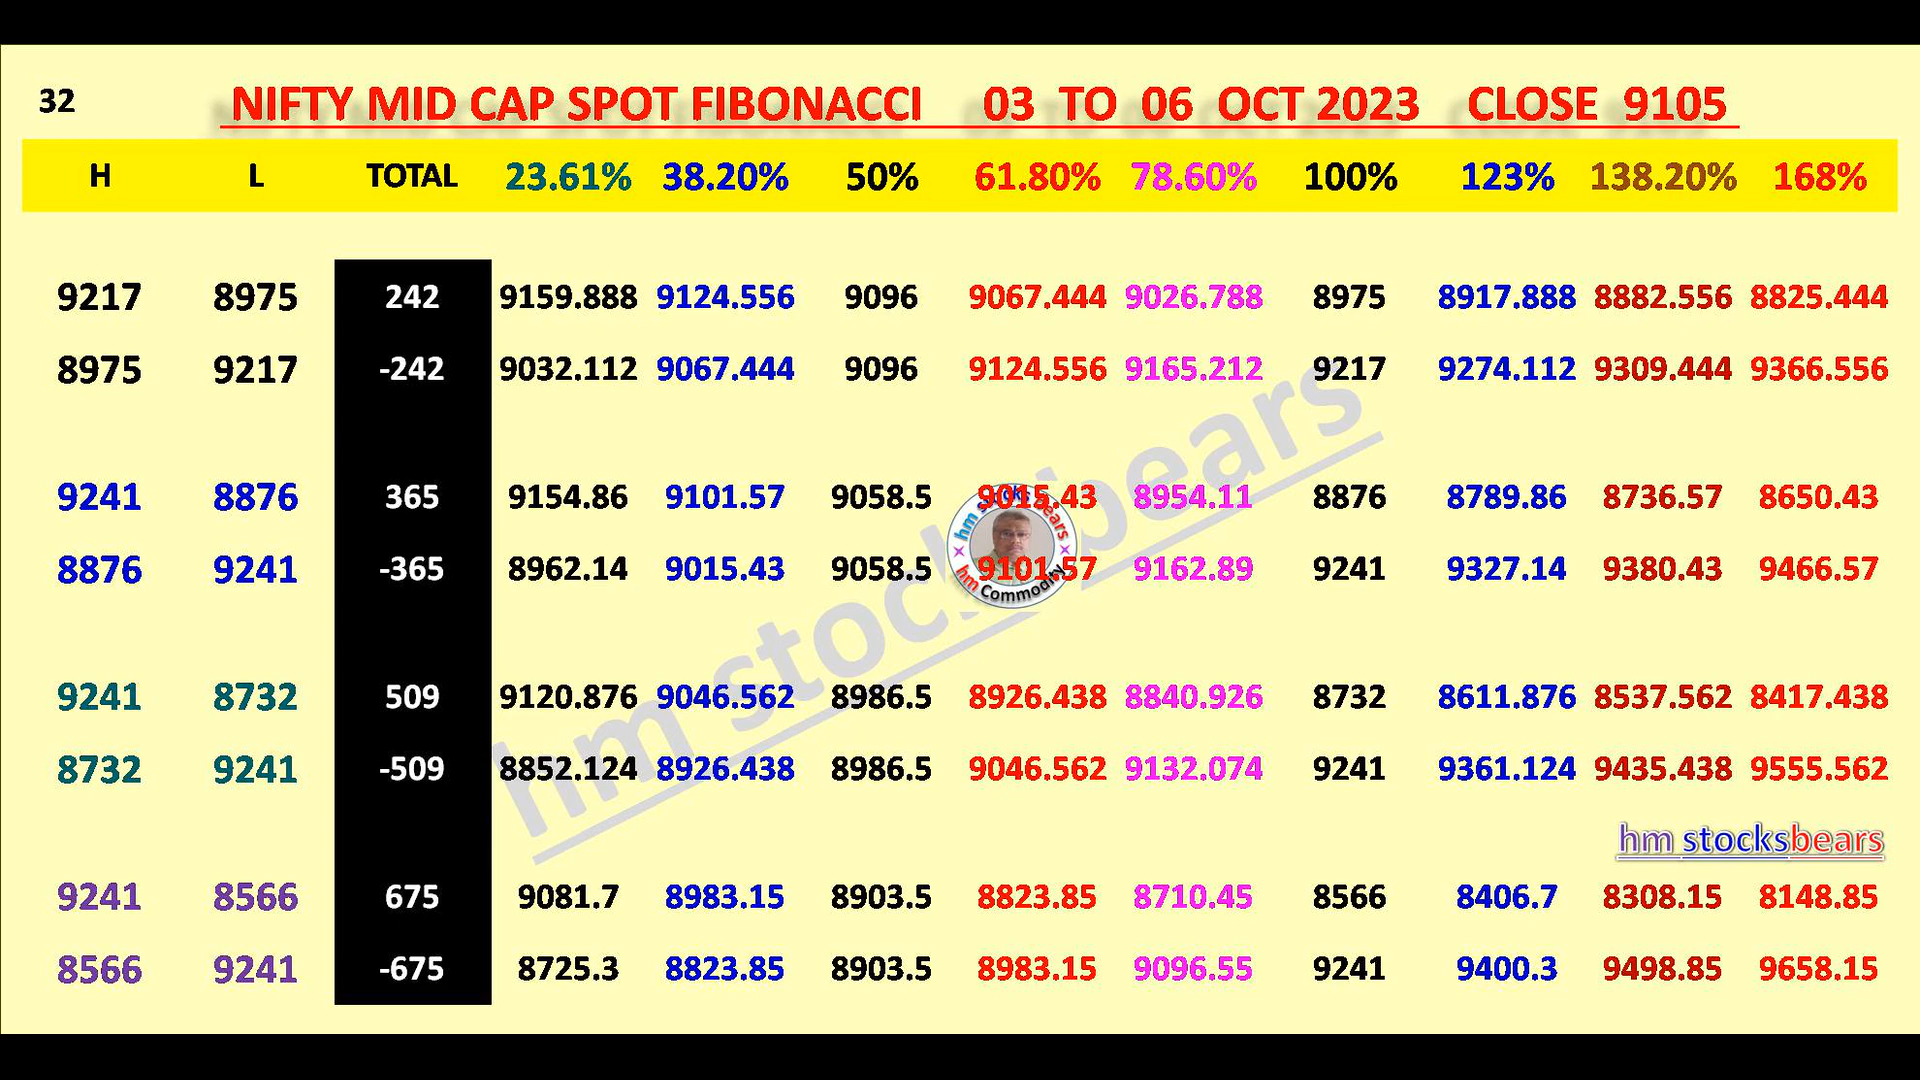 32 NIFTY MID CAP SPOT FIBONACCI 03 TO 06 OCT 2023 CLOSE 9105
H L TOTAL 23.61% 38.20% 50% 61.80% 78.60% 100% 123% 138.20% 168%
9217 8975 242 9159.888 9124.556 9096 9067.444 9026.788 8975 8917.888 8882.556 8825.444
8975 9217 -242 9032.112 9067.444 9096 9124.556 9165.212 9217 9274.112 9309.444 9366.556
9241 8876 365 9154.86 9101.57 9058.5 9015.43 8954.11 8876 8789.86 8736.57 8650.43
8876 9241 -365 8962.14 9015.43 9058.5 9101.57 9162.89 9241 9327.14 9380.43 9466.57
hm stocks bears
hm Commodity
hm stocksbears
9241 8732 509 9120.876 9046.562 8986.5 8926.438 8840.926 8732 8611.876 8537.562 8417.438
8732 9241 -509 8852.124 8926.438 8986.5 9046.562 9132.074 9241 9361.124 9435.438 9555.562
hm stocksbears
9241 8566 675 9081.7 8983.15 8903.5 8823.85 8710.45 8566 8406.7 8308.15 8148.85
8566 9241 -675 8725.3 8823.85 8903.5 8983.15 9096.55 9241 9400.3 9498.85 9658.15